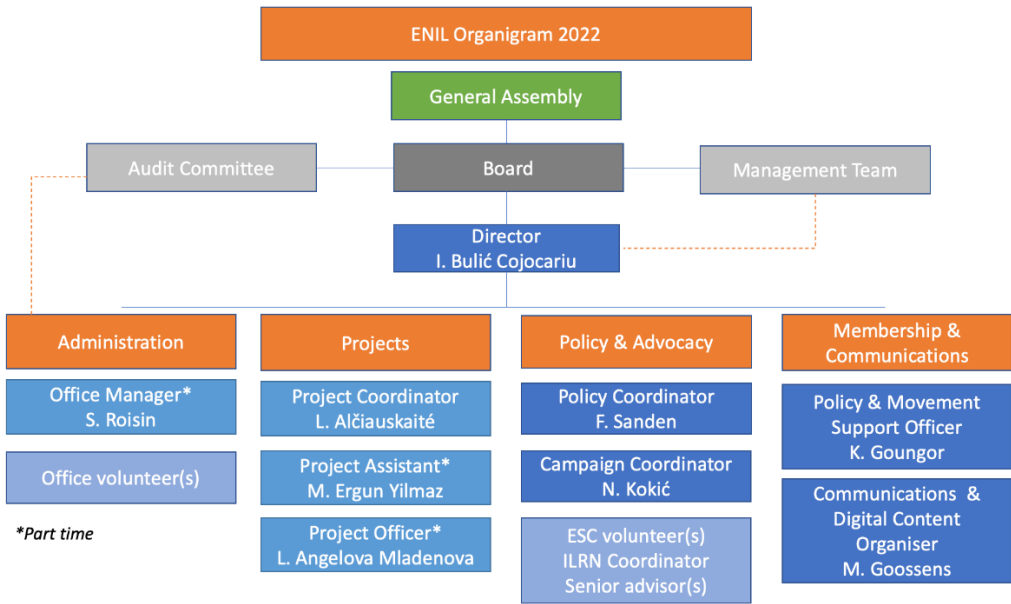 ENIL Organigram 2022
General Assembly
Audit Committee
Board
Management Team
Director
I. Bulić Cojocariu
Administration
Office Manager*
S. Roisin
Office volunteer(s)
*Part time
Projects
Project Coordinator
L. Alčiauskaité
Project Assistant*
M. Ergun Yilmaz
Project Officer*
L. Angelova Mladenova
Policy & Advocacy
Policy Coordinator
F. Sanden
Campaign Coordinator
N. Kokić
ESC volunteer(s)
ILRN Coordinator
Senior advisor(s)
Membership &
Communications
Policy & Movement
Support Officer
K. Goungor
Communications &
Digital Content
Organiser
M. Goossens